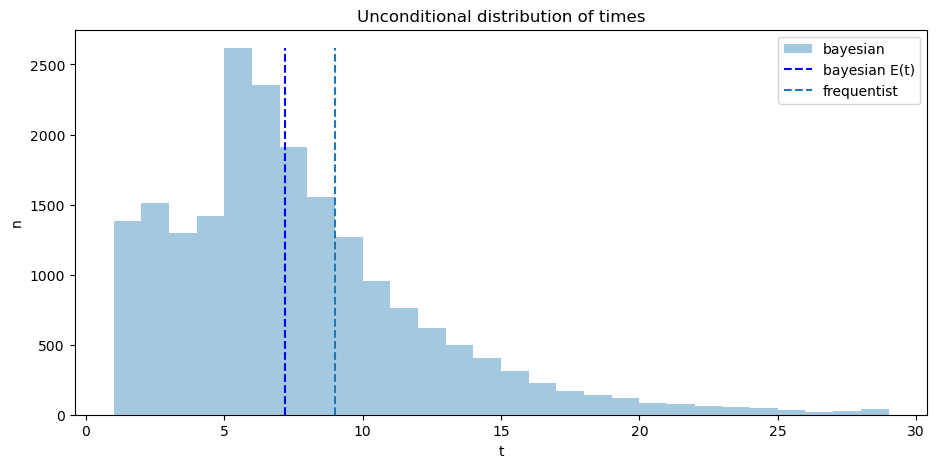 Unconditional distribution of times
bayesian
bayesian E(t)
frequentist
n
2500
2000
1500
1000
500
0
0 5 10 15 20 25 30
t